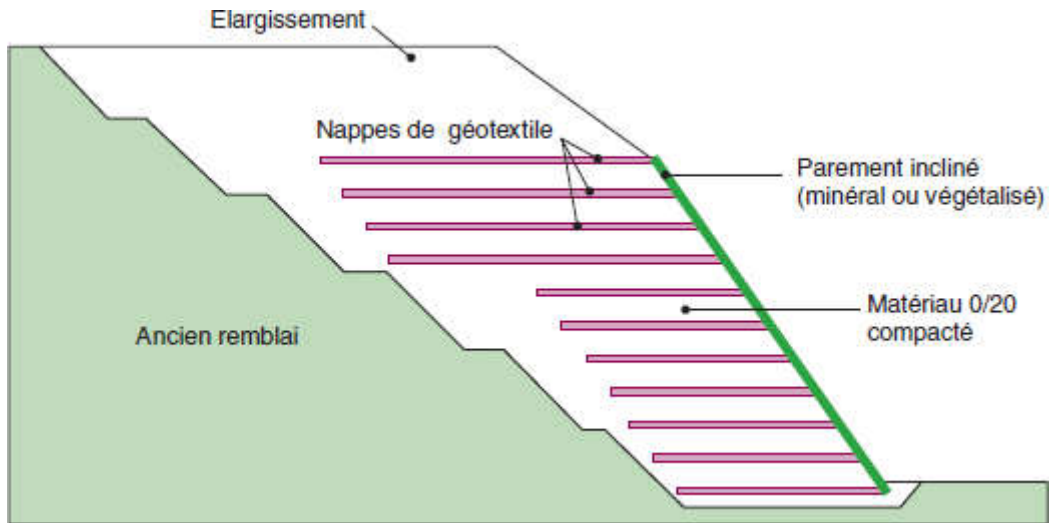 Elargissement
Nappes de géotextile
Parement incliné
(minéral ou végétalisé)
Matériau 0/20
compacté
Ancien remblai